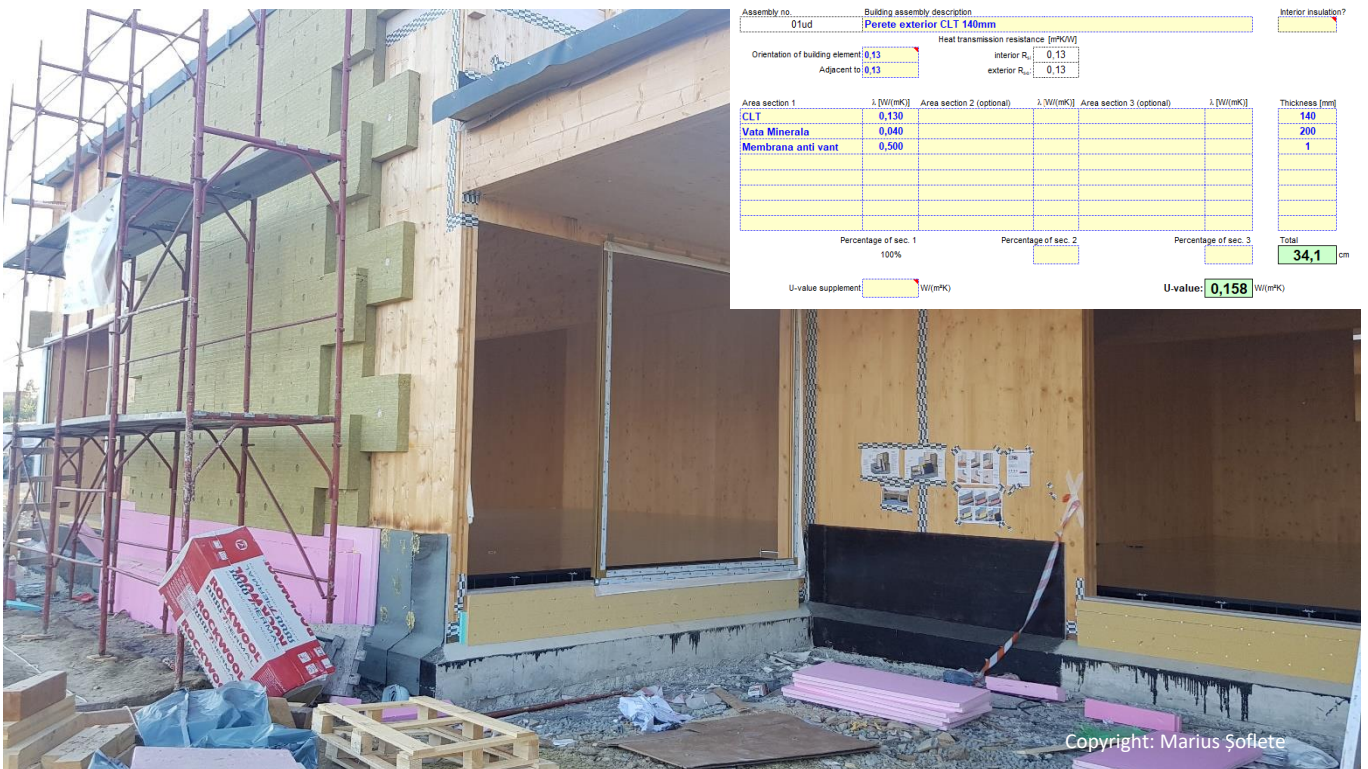 Assembly no. Building assembly description Interior insulation?
01ud Perete exterior CLT 140mm
Heat transmission resistance [m²K/W]
Orientation of building element 0,13 interior Rsi 0,13
Adjacent to 0,13 exterior Rse: 0,13
Area section 1 λ [W/(mK)] Area section 2 (optional) λ [W/(mK)] Area section 3 (optional) λ [W/(mK)] Thickness [mm]
CLT 0,130 140
Vata Minerala 0,040 200
Membrana anti vant 0,500 1
Percentage of sec. 1 Percentage of sec. 2 Percentage of sec. 3 Total
100% 34,1 cm
U-value supplement W/(m²K) U-value: 0,158 W/(m²K)
ROCKWOOL
ROCKWOOL
ROCKWOOL
ROCKWOOL
Copyright: Marius Șoflete